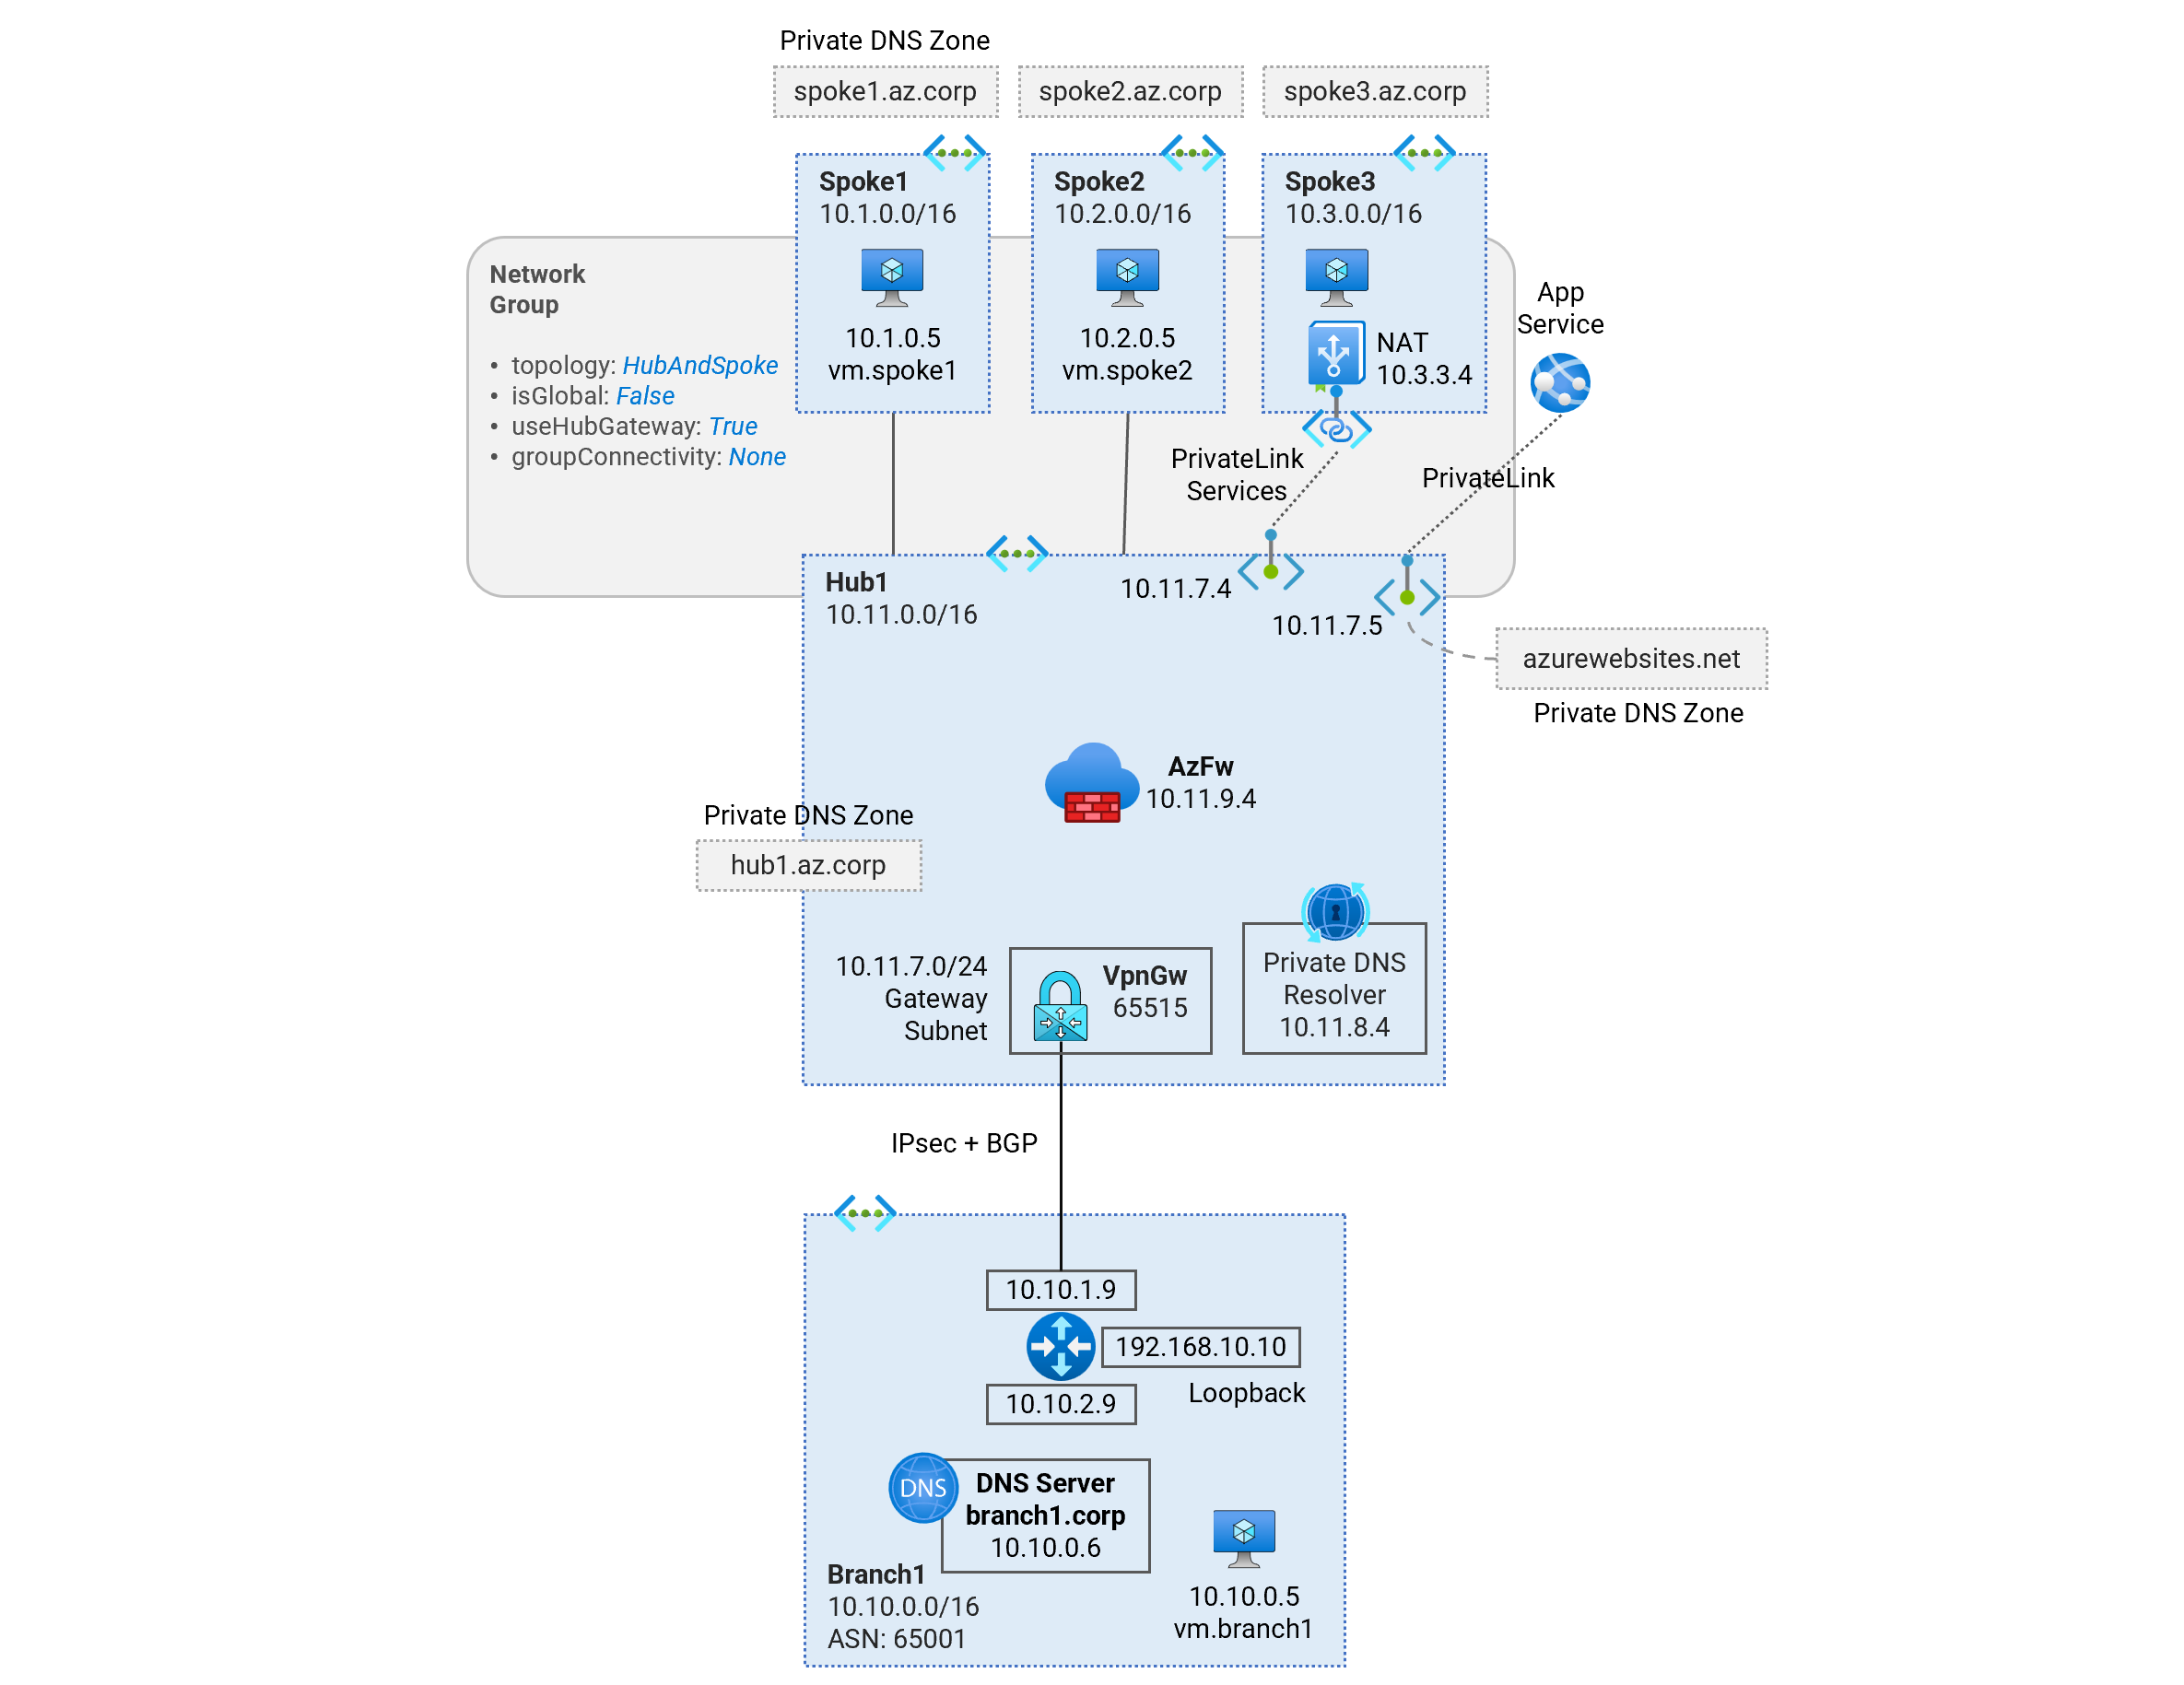 Private DNS Zone
spoke1.az.corp
spoke2.az.corp
spoke3.az.corp
Spoke1
10.1.0.0/16
10.1.0.5
vm.spoke1
Spoke2
10.2.0.0/16
10.2.0.5
vm.spoke2
Spoke3
10.3.0.0/16
NAT
10.3.3.4
Network
Group
• topology: HubAndSpoke
• isGlobal: False
• useHubGateway: True
• groupConnectivity: None
App
Service
PrivateLink
Services
PrivateLink
Hub1
10.11.0.0/16
10.11.7.4
10.11.7.5
azurewebsites.net
Private DNS Zone
AzFw
10.11.9.4
Private DNS Zone
hub1.az.corp
10.11.7.0/24
Gateway
Subnet
VpnGw
65515
Private DNS
Resolver
10.11.8.4
IPsec + BGP
10.10.1.9
192.168.10.10
Loopback
10.10.2.9
DNS
DNS Server
branch1.corp
10.10.0.6
Branch1
10.10.0.0/16
ASN: 65001
10.10.0.5
vm.branch1